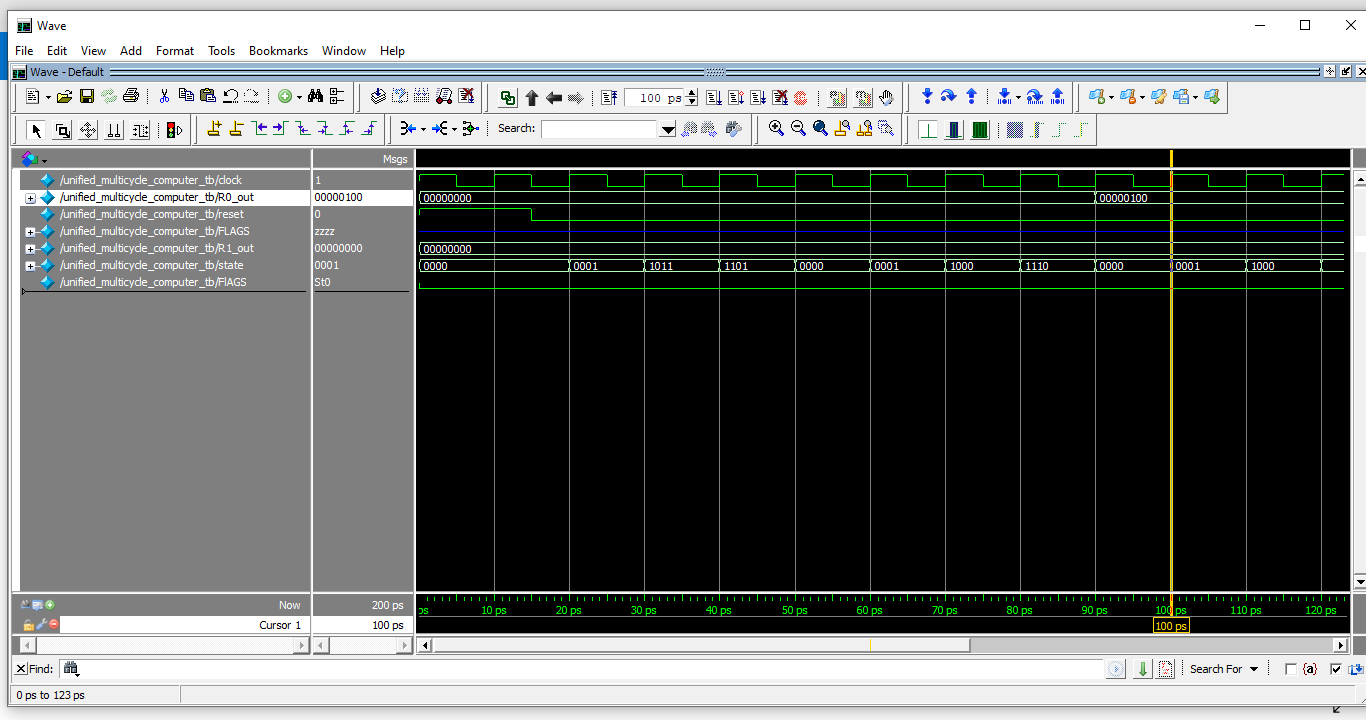 Wave
File Edit View Add Format Tools Bookmarks Window Help
Wave - Default
100 ps
Search:
Msgs
/unified_multicycle_computer_tb/clock 1
/unified_multicycle_computer_tb/R0_out 00000100 00000000 00000100
/unified_multicycle_computer_tb/reset 0
/unified_multicycle_computer_tb/FLAGS zzzz
/unified_multicycle_computer_tb/R1_out 00000000 00000000
/unified_multicycle_computer_tb/state 0001 0000 0001 1011 1101 0000 0001 1000 1110 0000 0001 1000
/unified_multicycle_computer_tb/FlAGS St0
Now 200 ps ps 10 ps 20 ps 30 ps 40 ps 50 ps 60 ps 70 ps 80 ps 90 ps 100 ps 110 ps 120 ps
Cursor 1 100 ps 100 ps
Find: Search For {a}
0 ps to 123 ps